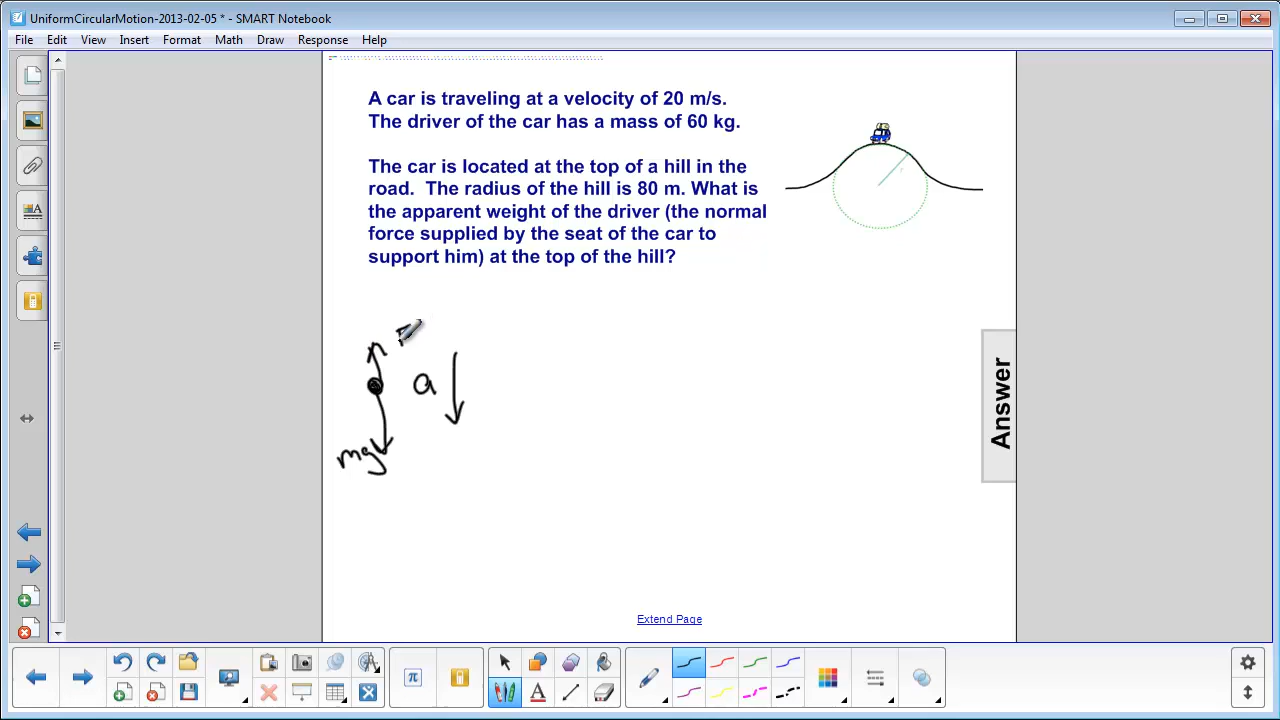 UniformCircularMotion-2013-02-05 * - SMART Notebook
File Edit View Insert Format Math Draw Response Help
A car is traveling at a velocity of 20 m/s.
The driver of the car has a mass of 60 kg.
The car is located at the top of a hill in the
road. The radius of the hill is 80 m. What is
the apparent weight of the driver (the normal
force supplied by the seat of the car to
support him) at the top of the hill?
a
mg
Answer
Extend Page